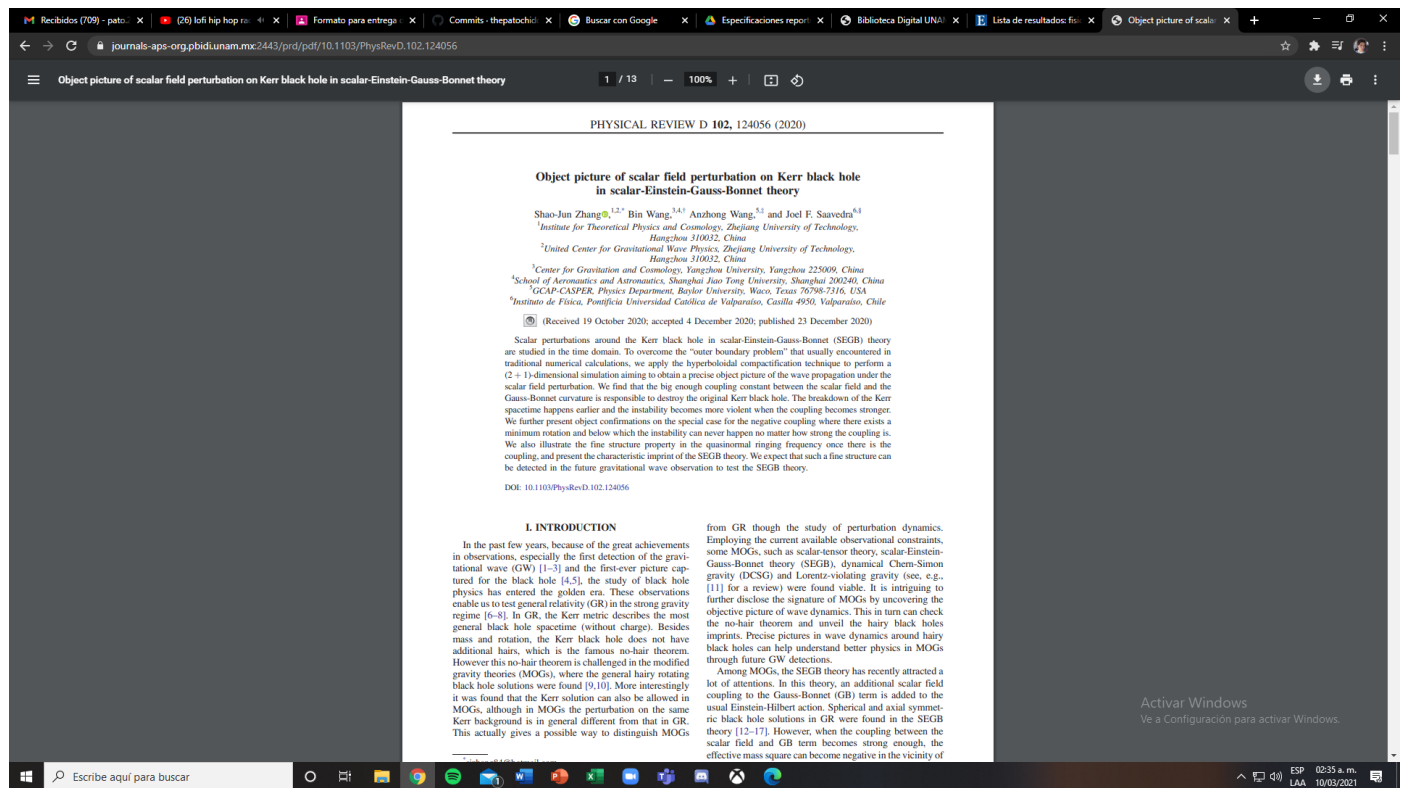 Recibidos (709) - pato.
(26) lofi hip hop ra
Formato para entrega
Commits - thepatochid
Buscar con Google
Especificaciones report
Biblioteca Digital UNA
Lista de resultados: fís
Object picture of scala
journals-aps-org.pbidi.unam.mx:2443/prd/pdf/10.1103/PhysRevD.102.124056
Object picture of scalar field perturbation on Kerr black hole in scalar-Einstein-Gauss-Bonnet theory
1 / 13
100%
PHYSICAL REVIEW D 102, 124056 (2020)
Object picture of scalar field perturbation on Kerr black hole
in scalar-Einstein-Gauss-Bonnet theory
Shao-Jun Zhang,1,2,* Bin Wang,3,4,† Anzhong Wang,5,‡ and Joel F. Saavedra6,§
1Institute for Theoretical Physics and Cosmology, Zhejiang University of Technology,
Hangzhou 310032, China
2United Center for Gravitational Wave Physics, Zhejiang University of Technology,
Hangzhou 310032, China
3Center for Gravitation and Cosmology, Yangzhou University, Yangzhou 225009, China
4School of Aeronautics and Astronautics, Shanghai Jiao Tong University, Shanghai 200240, China
5GCAP-CASPER, Physics Department, Baylor University, Waco, Texas 76798-7316, USA
6Instituto de Física, Pontificia Universidad Católica de Valparaíso, Casilla 4950, Valparaíso, Chile
(Received 19 October 2020; accepted 4 December 2020; published 23 December 2020)
Scalar perturbations around the Kerr black hole in scalar-Einstein-Gauss-Bonnet (SEGB) theory
are studied in the time domain. To overcome the “outer boundary problem” that usually encountered in
traditional numerical calculations, we apply the hyperboloidal compactification technique to perform a
(2 + 1)-dimensional simulation aiming to obtain a precise object picture of the wave propagation under the
scalar field perturbation. We find that the big enough coupling constant between the scalar field and the
Gauss-Bonnet curvature is responsible to destroy the original Kerr black hole. The breakdown of the Kerr
spacetime happens earlier and the instability becomes more violent when the coupling becomes stronger.
We further present object confirmations on the special case for the negative coupling where there exists a
minimum rotation and below which the instability can never happen no matter how strong the coupling is.
We also illustrate the fine structure property in the quasinormal ringing frequency once there is the
coupling, and present the characteristic imprint of the SEGB theory. We expect that such a fine structure can
be detected in the future gravitational wave observation to test the SEGB theory.
DOI: 10.1103/PhysRevD.102.124056
I. INTRODUCTION
In the past few years, because of the great achievements
in observations, especially the first detection of the gravi-
tational wave (GW) [1–3] and the first-ever picture cap-
tured for the black hole [4,5], the study of black hole
physics has entered the golden era. These observations
enable us to test general relativity (GR) in the strong gravity
regime [6–8]. In GR, the Kerr metric describes the most
general black hole spacetime (without charge). Besides
mass and rotation, the Kerr black hole does not have
additional hairs, which is the famous no-hair theorem.
However this no-hair theorem is challenged in the modified
gravity theories (MOGs), where the general hairy rotating
black hole solutions were found [9,10]. More interestingly
it was found that the Kerr solution can also be allowed in
MOGs, although in MOGs the perturbation on the same
Kerr background is in general different from that in GR.
This actually gives a possible way to distinguish MOGs
from GR though the study of perturbation dynamics.
Employing the current available observational constraints,
some MOGs, such as scalar-tensor theory, scalar-Einstein-
Gauss-Bonnet theory (SEGB), dynamical Chern-Simon
gravity (DCSG) and Lorentz-violating gravity (see, e.g.,
[11] for a review) were found viable. It is intriguing to
further disclose the signature of MOGs by uncovering the
objective picture of wave dynamics. This in turn can check
the no-hair theorem and unveil the hairy black holes
imprints. Precise pictures in wave dynamics around hairy
black holes can help understand better physics in MOGs
through future GW detections.
Among MOGs, the SEGB theory has recently attracted a
lot of attentions. In this theory, an additional scalar field
coupling to the Gauss-Bonnet (GB) term is added to the
usual Einstein-Hilbert action. Spherical and axial symmet-
ric black hole solutions in GR were found in the SEGB
theory [12–17]. However, when the coupling between the
scalar field and GB term becomes strong enough, the
effective mass square can become negative in the vicinity of
Activar Windows
Ve a Configuración para activar Windows.
Escribe aquí para buscar
ESP
LAA
02:35 a. m.
10/03/2021